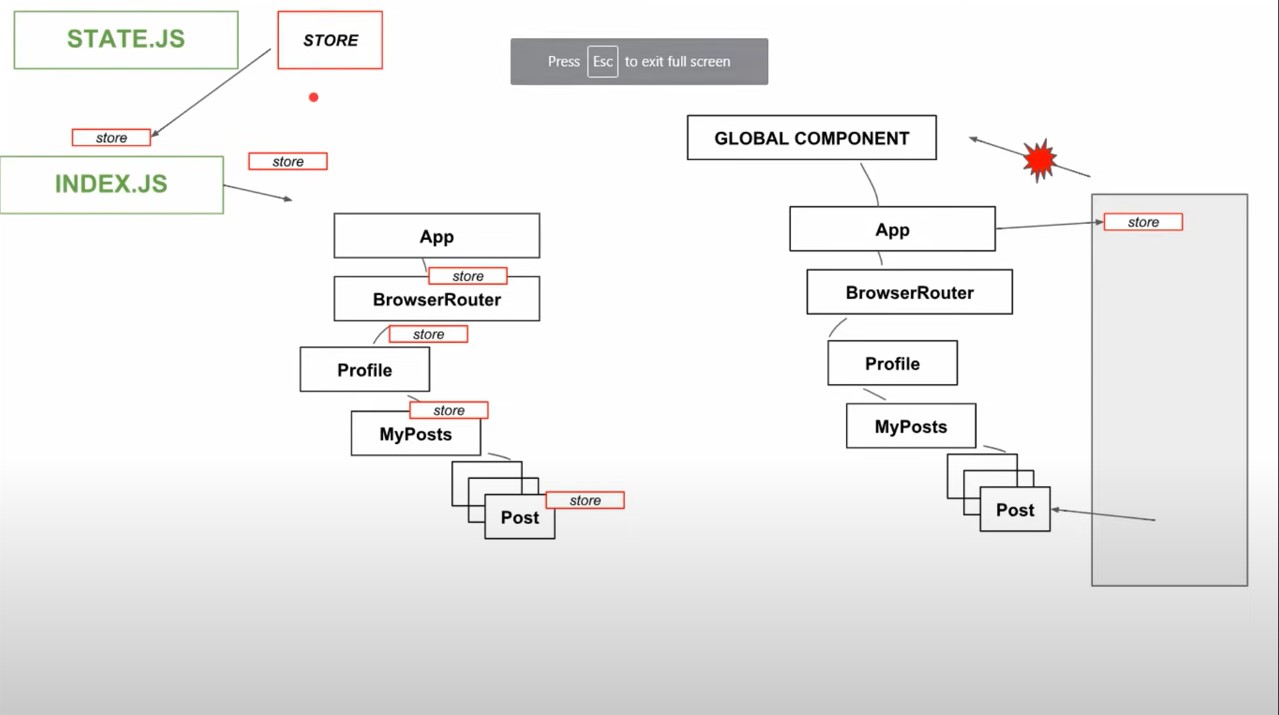 STATE.JS
STORE
Press Esc to exit full screen
store
store
INDEX.JS
App
store
BrowserRouter
store
Profile
store
MyPosts
store
Post
GLOBAL COMPONENT
App
store
BrowserRouter
Profile
MyPosts
Post